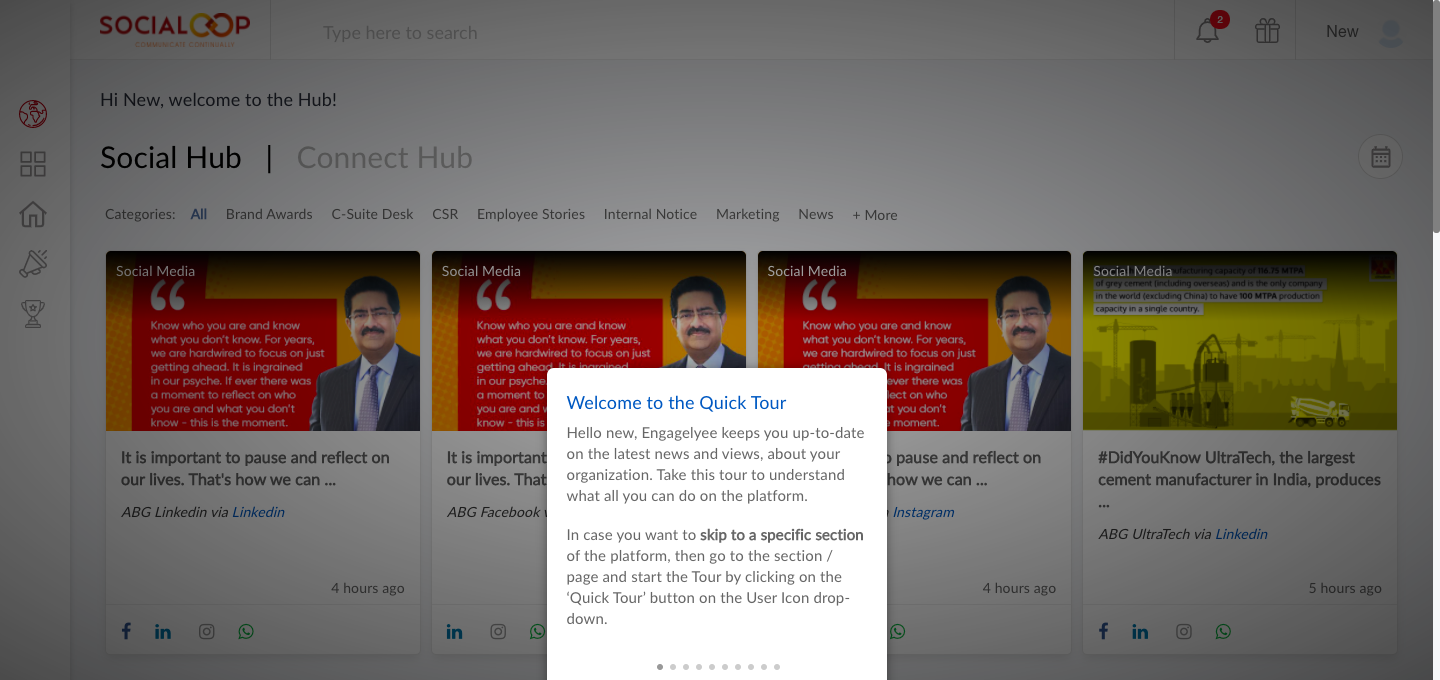 SOCIALOOP
COMMUNICATE CONTINUALLY
Type here to search
2
New
Hi New, welcome to the Hub!
Social Hub | Connect Hub
Categories: All Brand Awards C-Suite Desk CSR Employee Stories Internal Notice Marketing News + More
Social Media
Know who you are and know
what you don't know. For years,
we are hardwired to focus on just
getting ahead. It is ingrained
in our psyche. If ever there was
a moment to reflect on who
you are and what you don't
know - this is the moment.
It is important to pause and reflect on
our lives. That's how we can ...
ABG Linkedin via Linkedin
4 hours ago
Social Media
Know who you are and know
what you don't know. For years,
we are hardwired to focus on just
getting ahead. It is ingrained
in our psyche
a moment to
you are and w
know - this is
It is important
our lives. That
ABG Facebook
Social Media
Know who you are and know
what you don't know. For years,
we are hardwired to focus on just
ahead. It is ingrained
ever there was
reflect on who
what you don't
the moment.
pause and reflect on
how we can ...
Instagram
4 hours ago
Social Media
manufacturing capacity of 116.75 MTPA
of grey cement (including overseas) and is the only company
in the world (excluding China) to have 100 MTPA production
capacity in a single country.
#DidYouKnow UltraTech, the largest
cement manufacturer in India, produces
...
ABG UltraTech via Linkedin
5 hours ago
Welcome to the Quick Tour
Hello new, Engagelyee keeps you up-to-date
on the latest news and views, about your
organization. Take this tour to understand
what all you can do on the platform.
In case you want to skip to a specific section
of the platform, then go to the section /
page and start the Tour by clicking on the
‘Quick Tour’ button on the User Icon drop-
down.